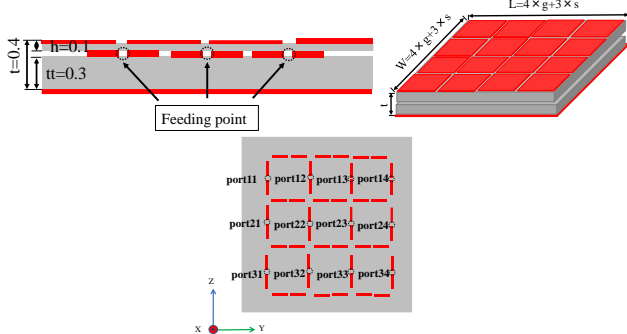 t=0.4
h=0.1
tt=0.3
Feeding point
L=4×g+3×s
W=4×g+3×s
t
port11 port12 port13 port14
port21 port22 port23 port24
port31 port32 port33 port34
Z
X
Y